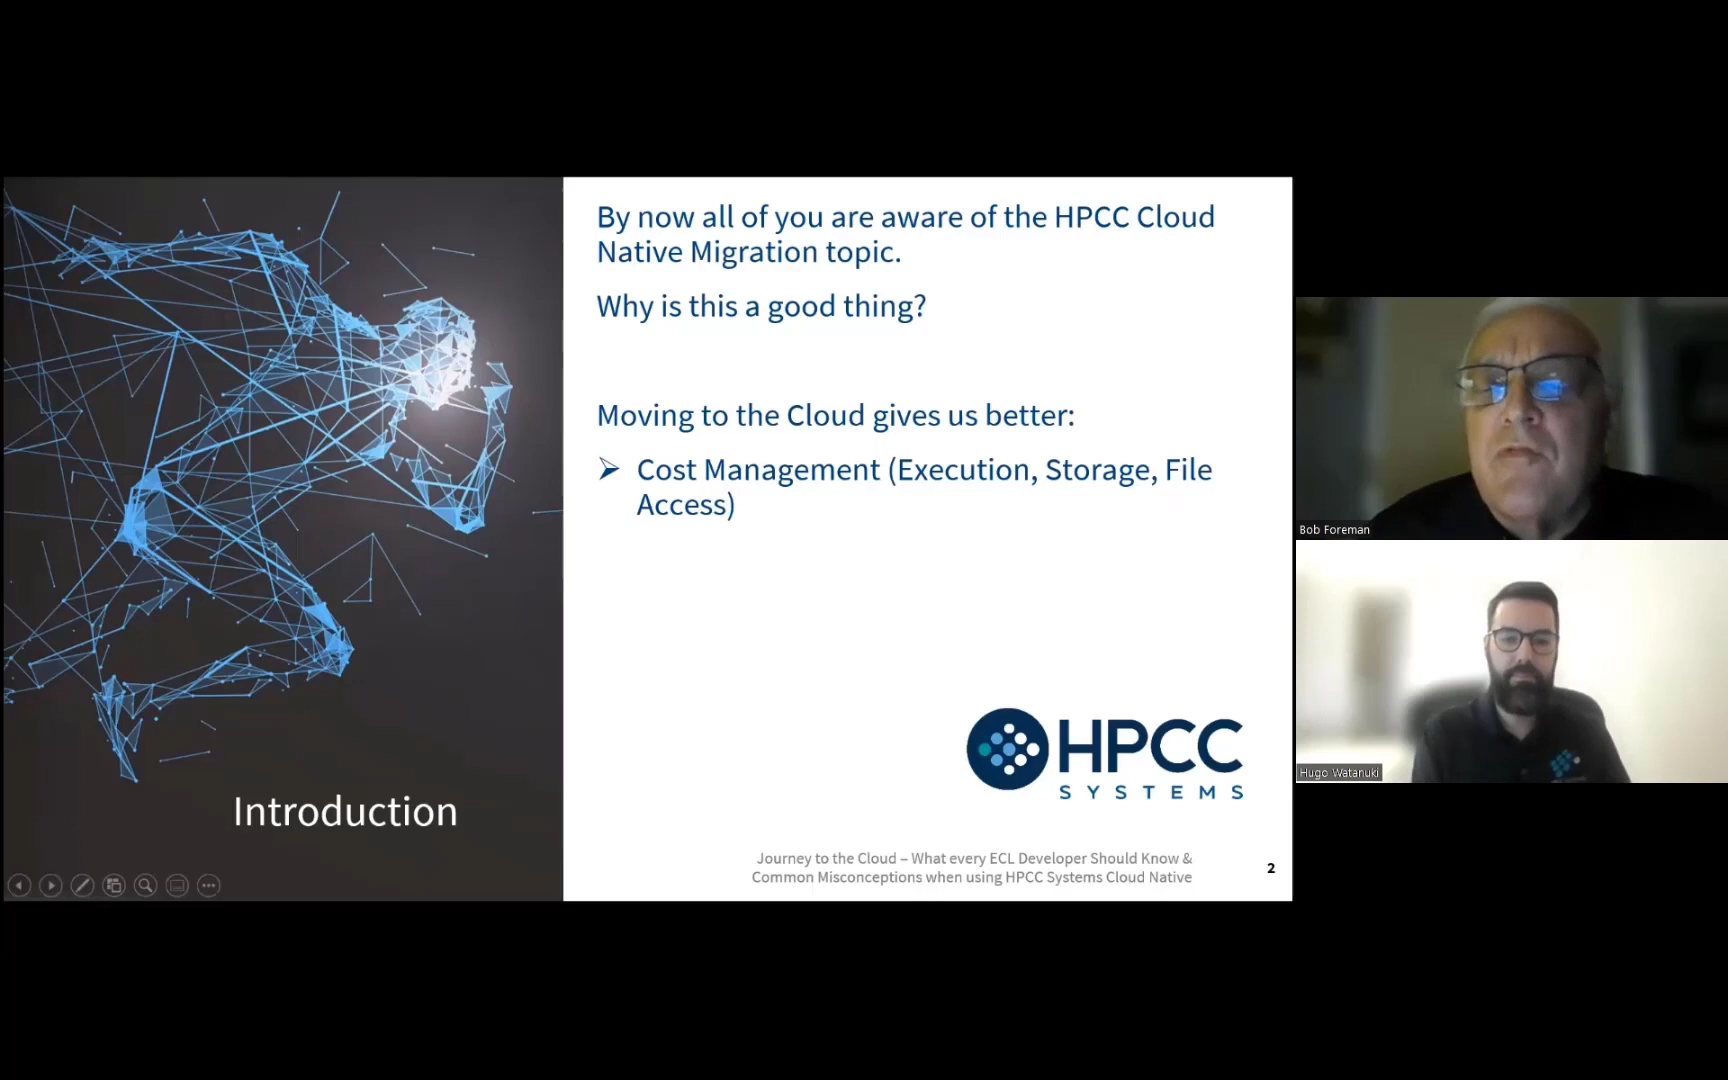 By now all of you are aware of the HPCC Cloud
Native Migration topic.
Why is this a good thing?
Moving to the Cloud gives us better:
Cost Management (Execution, Storage, File
Access)
HPCC
SYSTEMS
Introduction
Journey to the Cloud – What every ECL Developer Should Know &
Common Misconceptions when using HPCC Systems Cloud Native
2
Bob Foreman
Hugo Watanuki